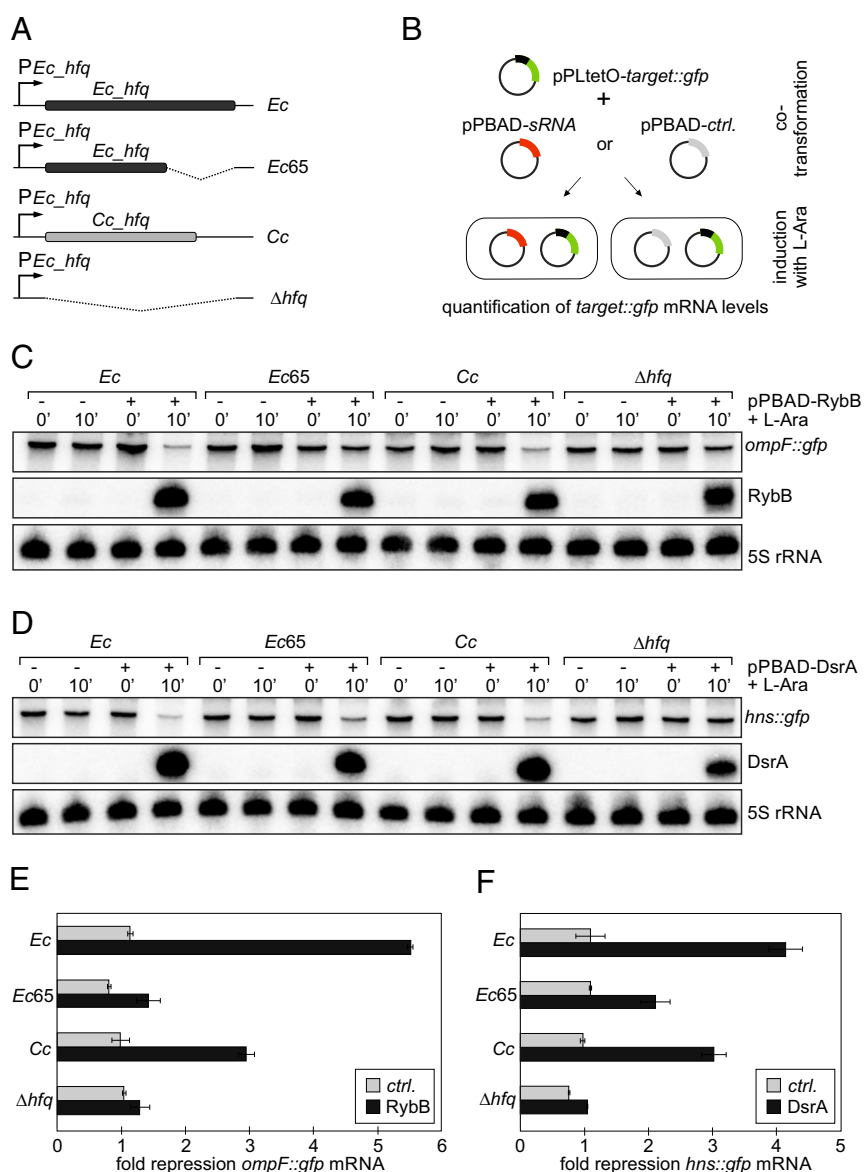 A
PEc_hfq
Ec_hfq
Ec
PEc_hfq
Ec_hfq
Ec65
PEc_hfq
Cc_hfq
Cc
PEc_hfq
Δhfq
B
pPLtetO-target::gfp
+
pPBAD-sRNA
or
pPBAD-ctrl.
co-
transformation
induction
with L-Ara
quantification of target::gfp mRNA levels
C
Ec Ec65 Cc Δhfq
- - + + - - + + - - + + - - + + pPBAD-RybB
0' 10' 0' 10' 0' 10' 0' 10' 0' 10' 0' 10' 0' 10' 0' 10' + L-Ara
ompF::gfp
RybB
5S rRNA
D
Ec Ec65 Cc Δhfq
- - + + - - + + - - + + - - + + pPBAD-DsrA
0' 10' 0' 10' 0' 10' 0' 10' 0' 10' 0' 10' 0' 10' 0' 10' + L-Ara
hns::gfp
DsrA
5S rRNA
E
Ec
Ec65
Cc
Δhfq
ctrl.
RybB
0 1 2 3 4 5 6
fold repression ompF::gfp mRNA
F
Ec
Ec65
Cc
Δhfq
ctrl.
DsrA
0 1 2 3 4 5
fold repression hns::gfp mRNA